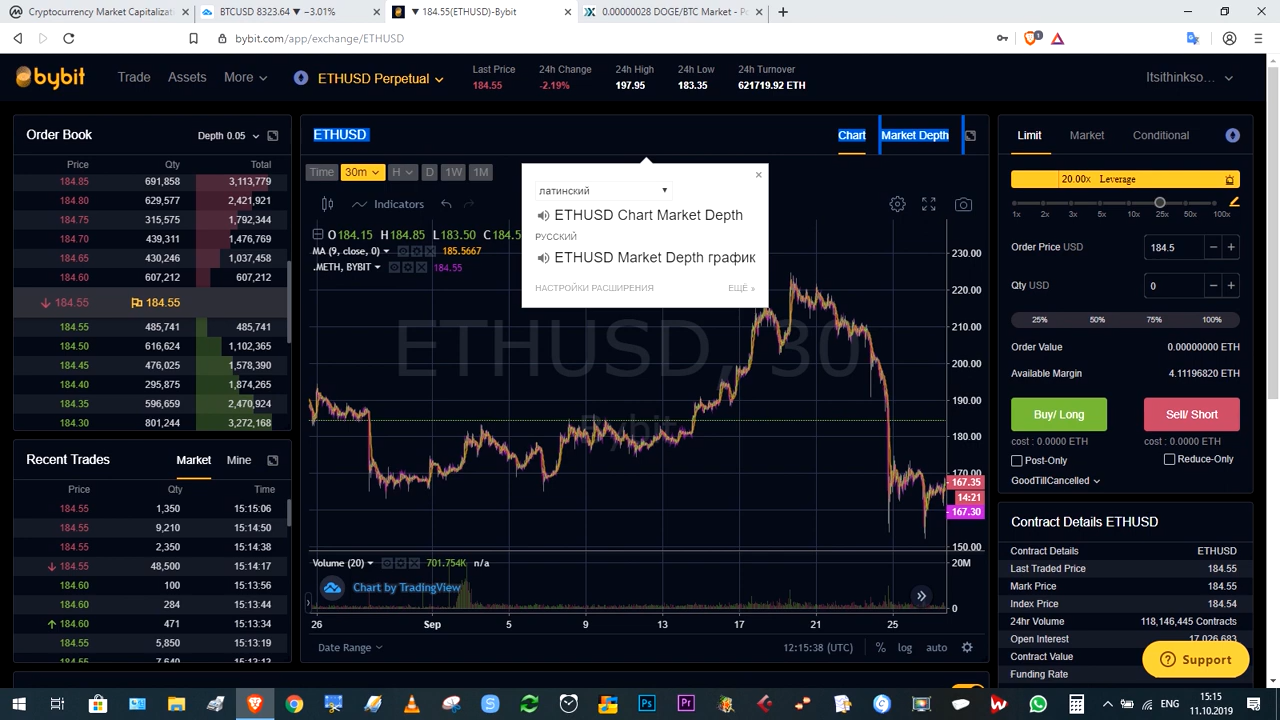 Cryptocurrency Market Capitalizat
BTCUSD 8323.64 ▼ −3.01%
▼ 184.55(ETHUSD)-Bybit
0.00000028 DOGE/BTC Market - Po
bybit.com/app/exchange/ETHUSD
BYBIT
Trade
Assets
More
ETHUSD Perpetual
Last Price
184.55
24h Change
-2.19%
24h High
197.95
24h Low
183.35
24h Turnover
621719.92 ETH
Itsithinkso...
Order Book
Depth 0.05
Price Qty Total
184.85 691,858 3,113,779
184.80 629,577 2,421,921
184.75 315,575 1,792,344
184.70 439,311 1,476,769
184.65 430,246 1,037,458
184.60 607,212 607,212
184.55 184.55
184.55 485,741 485,741
184.50 616,624 1,102,365
184.45 476,025 1,578,390
184.40 295,875 1,874,265
184.35 596,659 2,470,924
184.30 801,244 3,272,168
Recent Trades
Market
Mine
Price Qty Time
184.55 1,350 15:15:06
184.55 9,210 15:14:50
184.55 2,350 15:14:38
184.55 48,500 15:14:17
184.60 100 15:13:56
184.60 284 15:13:44
184.60 471 15:13:34
184.55 5,850 15:13:19
ETHUSD
Chart
Market Depth
Time 30m H D 1W 1M
Indicators
O184.15 H184.85 L183.50 C184.5
MA (9, close, 0) 185.5667
.METH, BYBIT 184.55
латинский
ETHUSD Chart Market Depth
РУССКИЙ
ETHUSD Market Depth график
НАСТРОЙКИ РАСШИРЕНИЯ ЕЩЁ »
ETHUSD, 30
Bybit
230.00
220.00
210.00
200.00
190.00
180.00
170.00
167.35
14:21
167.30
150.00
Volume (20) 701.754K n/a
20M
Chart by TradingView
0
26 Sep 5 9 13 17 21 25
Date Range
12:15:38 (UTC)
% log auto
Limit
Market
Conditional
20.00x Leverage
1x 2x 3x 5x 10x 25x 50x 100x
Order Price USD
184.5
Qty USD
0
25% 50% 75% 100%
Order Value 0.00000000 ETH
Available Margin 4.11196820 ETH
Buy/ Long
Sell/ Short
cost : 0.0000 ETH
cost : 0.0000 ETH
Post-Only
Reduce-Only
GoodTillCancelled
Contract Details ETHUSD
Contract Details ETHUSD
Last Traded Price 184.55
Mark Price 184.55
Index Price 184.54
24hr Volume 118,146,445 Contracts
Open Interest 17,026,683
Contract Value
Funding Rate
Support
ENG
15:15
11.10.2019